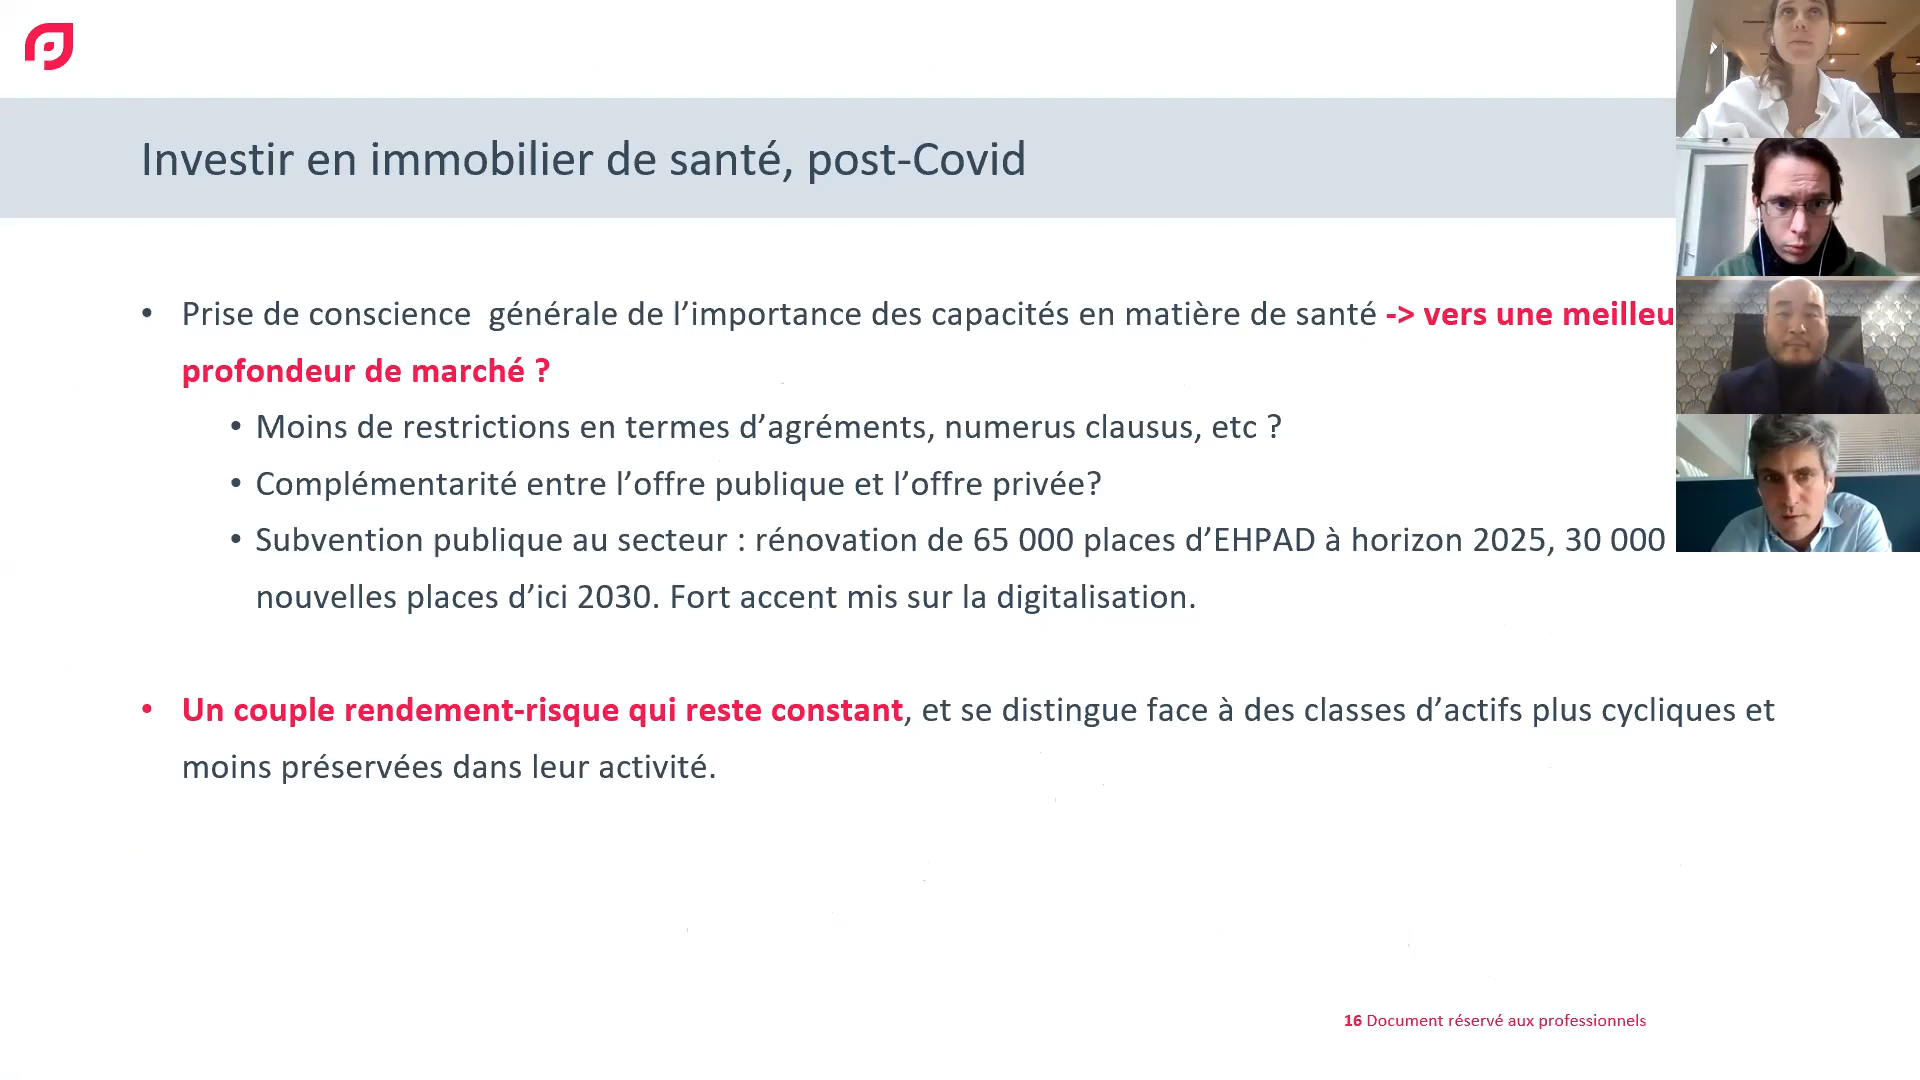 Investir en immobilier de santé, post-Covid
• Prise de conscience  générale de l’importance des capacités en matière de santé -> vers une meilleu
profondeur de marché ?
• Moins de restrictions en termes d’agréments, numerus clausus, etc ?
• Complémentarité entre l’offre publique et l’offre privée?
• Subvention publique au secteur : rénovation de 65 000 places d’EHPAD à horizon 2025, 30 000
nouvelles places d’ici 2030. Fort accent mis sur la digitalisation.
• Un couple rendement-risque qui reste constant, et se distingue face à des classes d’actifs plus cycliques et
moins préservées dans leur activité.
16 Document réservé aux professionnels